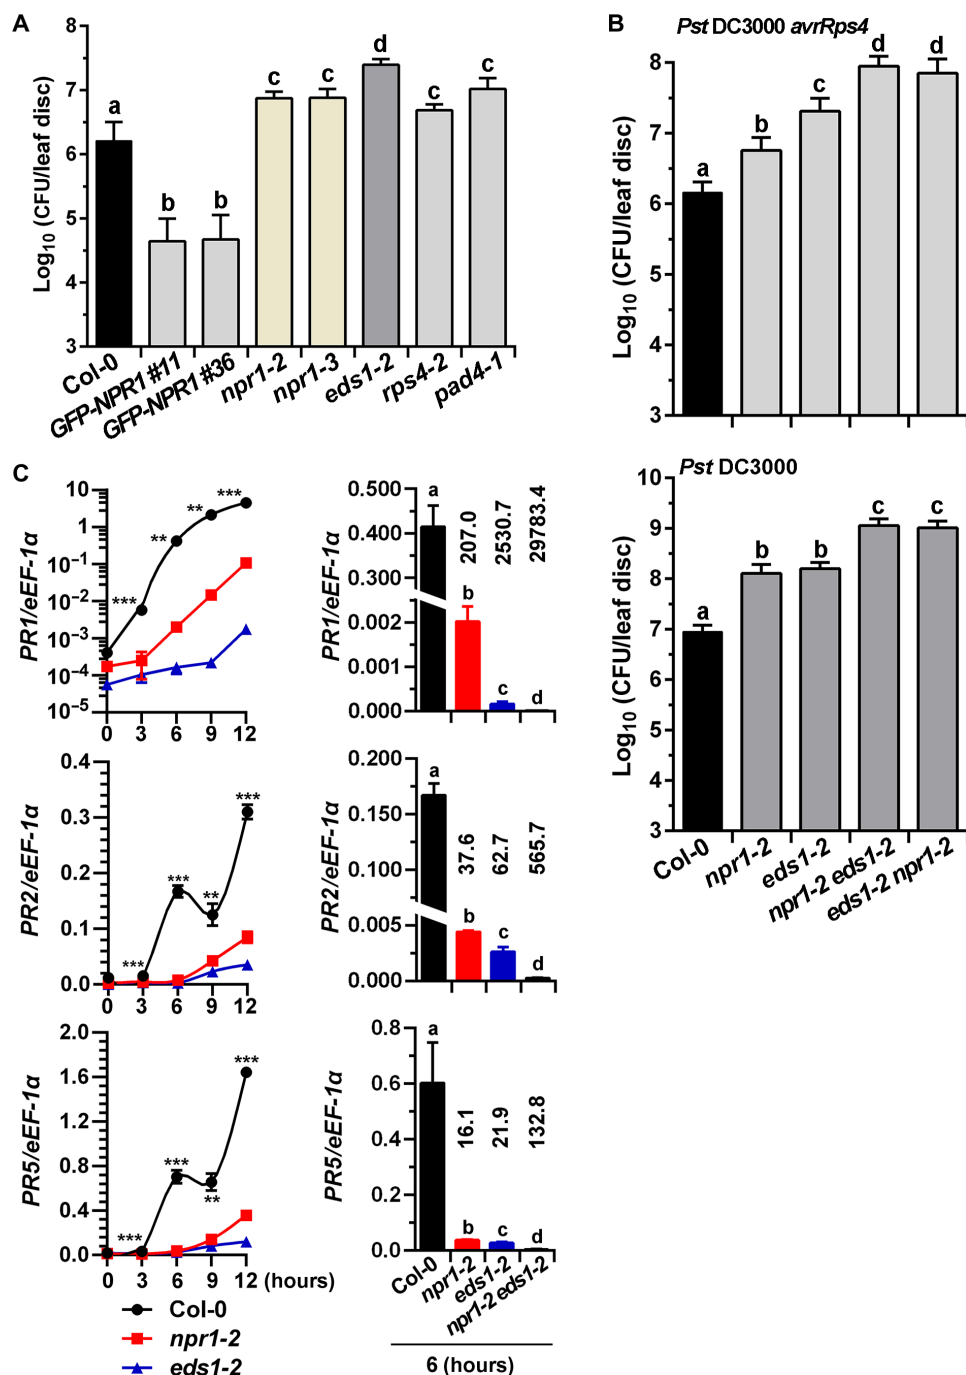 A
8
7
6
5
4
3
Log10 (CFU/leaf disc)
a
b
b
c
c
d
c
c
Col-0
GFP-NPR1 #11
GFP-NPR1 #36
npr1-2
npr1-3
eds1-2
rps4-2
pad4-1
B
Pst DC3000 avrRps4
8
7
6
5
4
3
Log10 (CFU/leaf disc)
a
b
c
d
d
Pst DC3000
10
9
8
7
6
5
4
3
Log10 (CFU/leaf disc)
a
b
b
c
c
Col-0
npr1-2
eds1-2
npr1-2 eds1-2
eds1-2 npr1-2
C
PR1/eEF-1α
10
1
10−1
10−2
10−3
10−4
10−5
***
**
**
***
0 3 6 9 12
PR1/eEF-1α
0.500
0.400
0.300
0.002
0.001
0.000
a
b
c
d
207.0
2530.7
29783.4
PR2/eEF-1α
0.4
0.3
0.2
0.1
0.0
***
***
**
***
0 3 6 9 12
PR2/eEF-1α
0.200
0.150
0.100
0.005
0.000
a
b
c
d
37.6
62.7
565.7
PR5/eEF-1α
2.0
1.6
1.2
0.8
0.4
0.0
***
***
**
***
0 3 6 9 12 (hours)
PR5/eEF-1α
0.8
0.6
0.4
0.2
0.0
a
b
c
d
16.1
21.9
132.8
Col-0
npr1-2
eds1-2
npr1-2 eds1-2
6 (hours)
Col-0
npr1-2
eds1-2